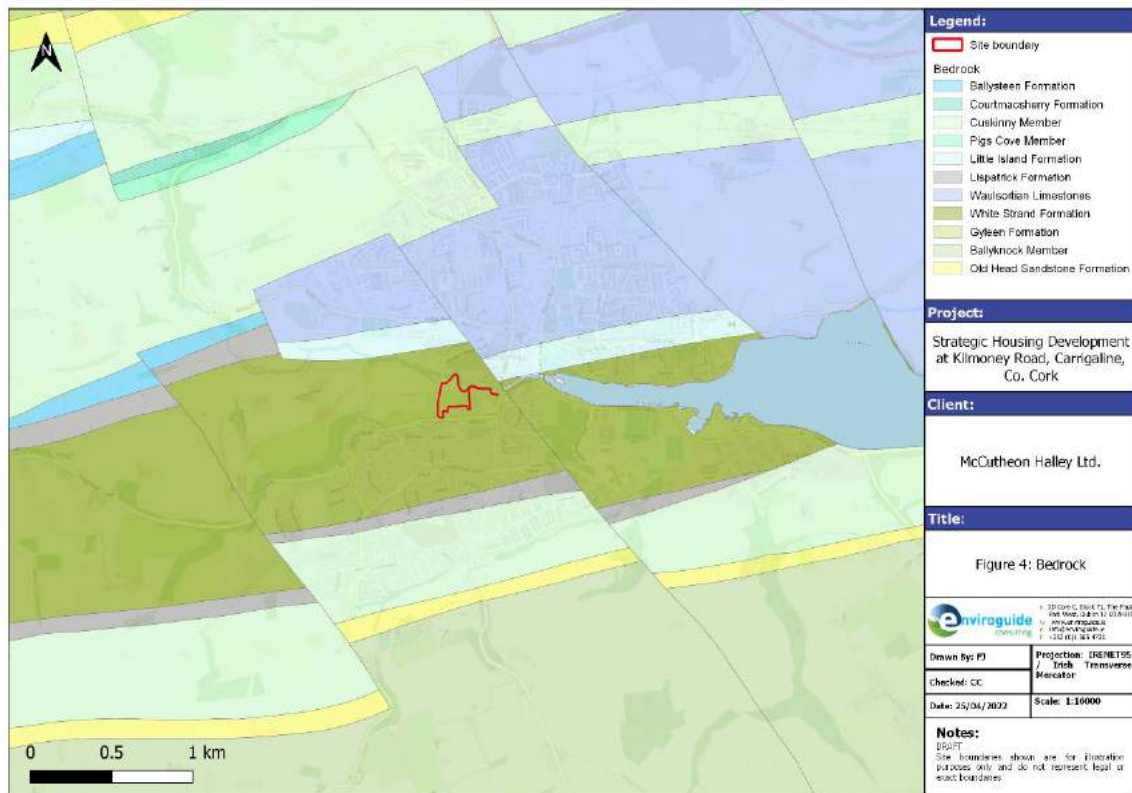 N
0 0.5 1 km
Legend:
Site boundary
Bedrock
Ballysteen Formation
Courtmacsherry Formation
Cuskinny Member
Pigs Cove Member
Little Island Formation
Lispatrick Formation
Waulsortian Limestones
White Strand Formation
Gyleen Formation
Ballyknock Member
Old Head Sandstone Formation
Project:
Strategic Housing Development
at Kilmoney Road, Carrigaline,
Co. Cork
Client:
McCutheon Halley Ltd.
Title:
Figure 4: Bedrock
enviroguide
consulting
Drawn By: FJ
Checked: CC
Date: 25/04/2022
Projection: IRENET95
/ Irish Transverse
Mercator
Scale: 1:16000
Notes:
DRAFT
Site boundaries shown are for illustration
purposes only and do not represent legal or
exact boundaries